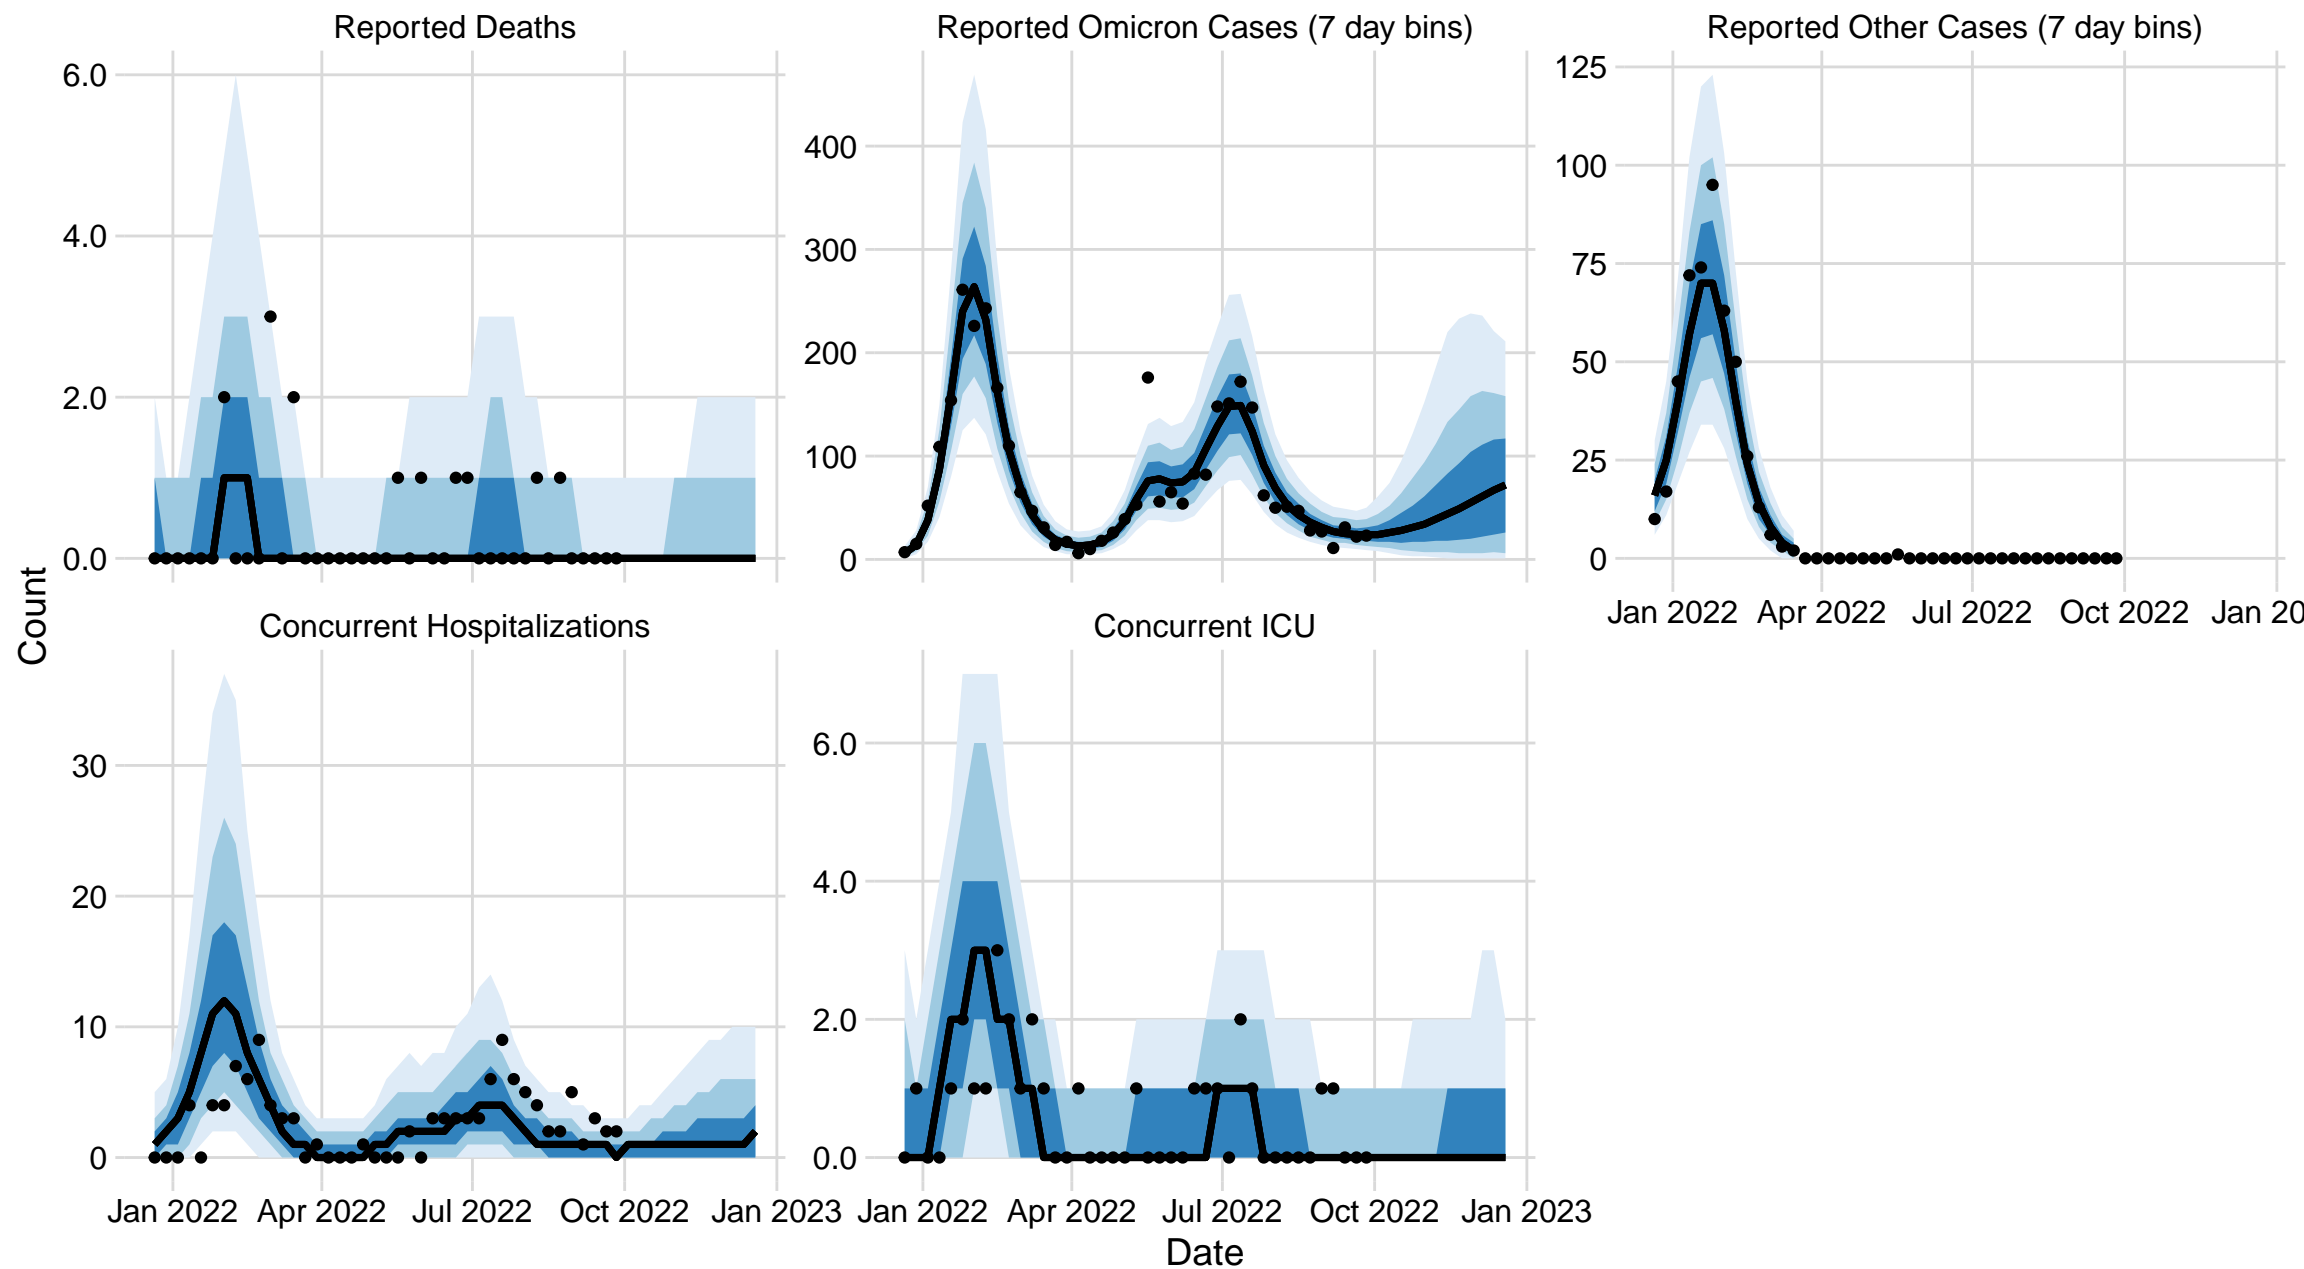 Reported Deaths
Reported Omicron Cases (7 day bins)
Reported Other Cases (7 day bins)
6.0
4.0
2.0
0.0
400
300
200
100
0
125
100
75
50
25
0
Jan 2022 Apr 2022 Jul 2022 Oct 2022 Jan 20
Count
Concurrent Hospitalizations
Concurrent ICU
30
20
10
0
6.0
4.0
2.0
0.0
Jan 2022 Apr 2022 Jul 2022 Oct 2022 Jan 2023
Jan 2022 Apr 2022 Jul 2022 Oct 2022 Jan 2023
Date